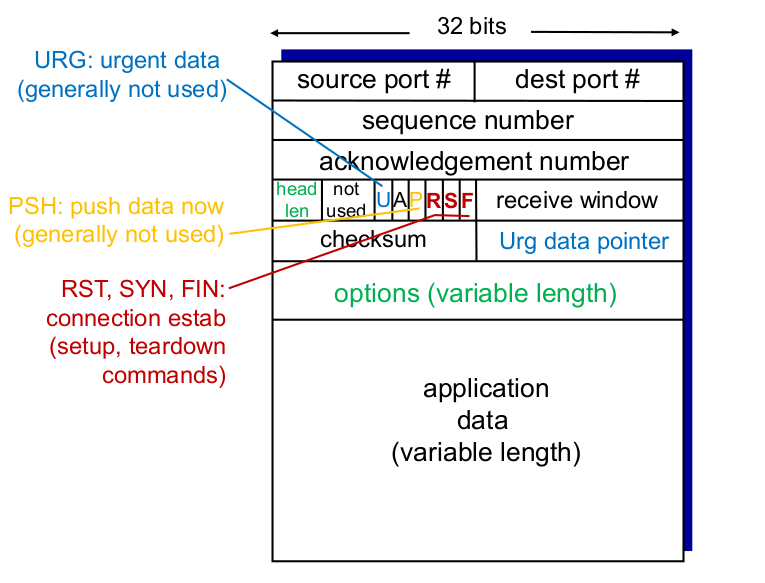 32 bits
URG: urgent data
(generally not used)
source port #
dest port #
sequence number
acknowledgement number
head
len
not
used
U
A
P
R
S
F
receive window
PSH: push data now
(generally not used)
checksum
Urg data pointer
RST, SYN, FIN:
connection estab
(setup, teardown
commands)
options (variable length)
application
data
(variable length)